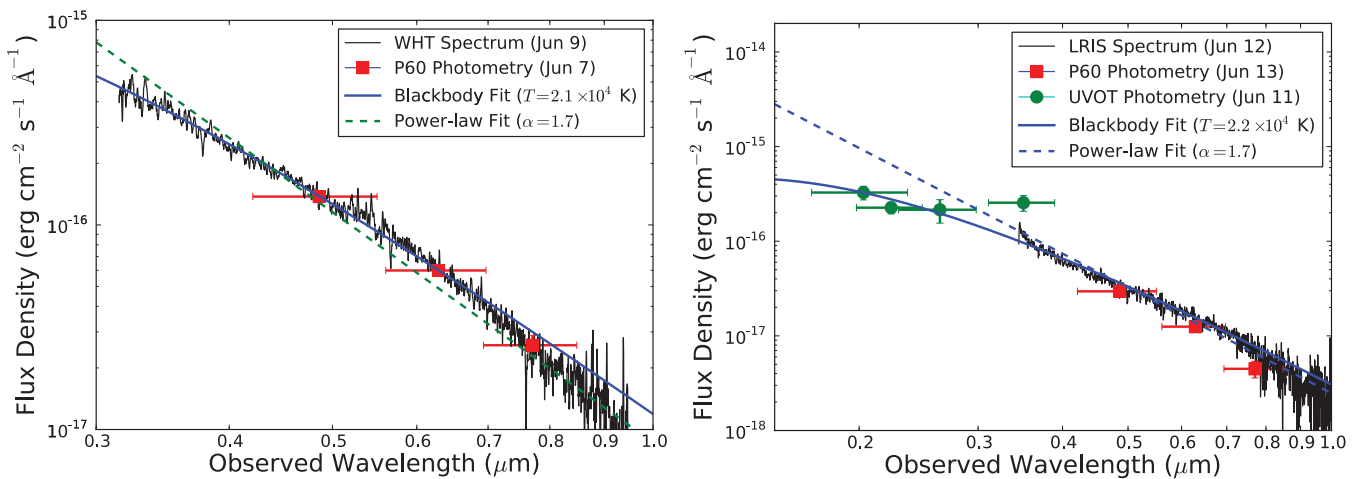 10⁻¹⁵
10⁻¹⁶
10⁻¹⁷
Flux Density (erg cm⁻² s⁻¹ Å⁻¹)
WHT Spectrum (Jun 9)
P60 Photometry (Jun 7)
Blackbody Fit (T=2.1×10⁴ K)
Power-law Fit (α=1.7)
0.3 0.4 0.5 0.6 0.7 0.8 0.9 1.0
Observed Wavelength (μm)
10⁻¹⁴
10⁻¹⁵
10⁻¹⁶
10⁻¹⁷
10⁻¹⁸
Flux Density (erg cm⁻² s⁻¹ Å⁻¹)
LRIS Spectrum (Jun 12)
P60 Photometry (Jun 13)
UVOT Photometry (Jun 11)
Blackbody Fit (T=2.2×10⁴ K)
Power-law Fit (α=1.7)
0.2 0.3 0.4 0.5 0.6 0.7 0.8 0.9 1.0
Observed Wavelength (μm)